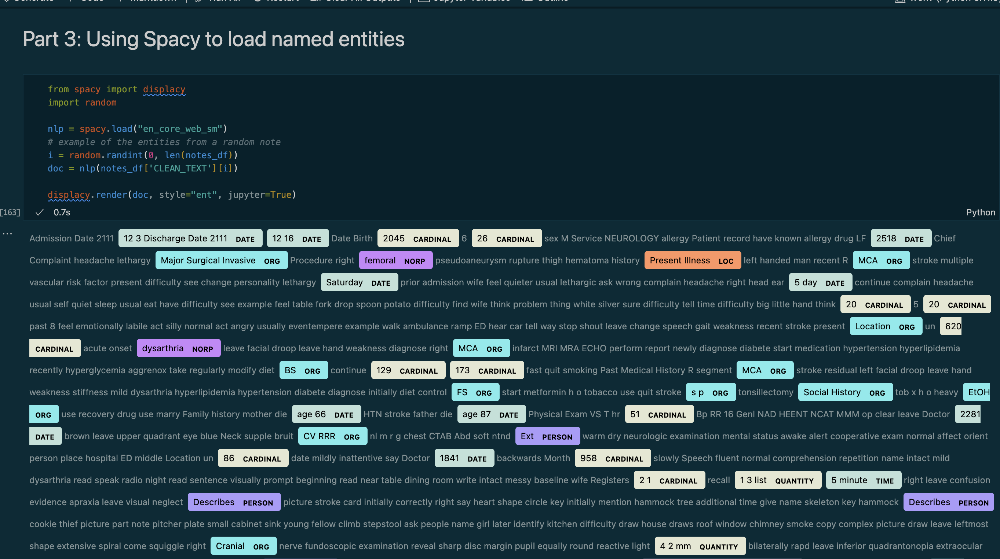 Restart
Clear All Outputs
Jupyter Variables
Outline
Part 3: Using Spacy to load named entities
from spacy import displacy
import random
nlp = spacy.load("en_core_web_sm")
# example of the entities from a random note
i = random.randint(0, len(notes_df))
doc = nlp(notes_df['CLEAN_TEXT'][i])
displacy.render(doc, style="ent", jupyter=True)
[163] ✓ 0.7s Python
... Admission Date 2111 12 3 Discharge Date 2111 DATE 12 16 DATE Date Birth 2045 CARDINAL 6 26 CARDINAL sex M Service NEUROLOGY allergy Patient record have known allergy drug LF 2518 DATE Chief
Complaint headache lethargy Major Surgical Invasive ORG Procedure right femoral NORP pseudoaneurysm rupture thigh hematoma history Present Illness LOC left handed man recent R MCA ORG stroke multiple
vascular risk factor present difficulty see change personality lethargy Saturday DATE prior admission wife feel quieter usual lethargic ask wrong complain headache right head ear 5 day DATE continue complain headache
usual self quiet sleep usual eat have difficulty see example feel table fork drop spoon potato difficulty find wife think problem thing white silver sure difficulty tell time difficulty big little hand think 20 CARDINAL 5 20 CARDINAL
past 8 feel emotionally labile act silly normal act angry usually eventempere example walk ambulance ramp ED hear car tell way stop shout leave change speech gait weakness recent stroke present Location ORG un 620
CARDINAL acute onset dysarthria NORP leave facial droop leave hand weakness diagnose right MCA ORG infarct MRI MRA ECHO perform report newly diagnose diabete start medication hypertension hyperlipidemia
recently hyperglycemia aggrenox take regularly modify diet BS ORG continue 129 CARDINAL 173 CARDINAL fast quit smoking Past Medical History R segment MCA ORG stroke residual left facial droop leave hand
weakness stiffness mild dysarthria hyperlipidemia hypertension diabete diagnose initially diet control FS ORG start metformin h o tobacco use quit stroke s p ORG tonsillectomy Social History ORG tob x h o heavy EtOH
ORG use recovery drug use marry Family history mother die age 66 DATE HTN stroke father die age 87 DATE Physical Exam VS T hr 51 CARDINAL Bp RR 16 Genl NAD HEENT NCAT MMM op clear leave Doctor 2281
DATE brown leave upper quadrant eye blue Neck supple bruit CV RRR ORG nl m r g chest CTAB Abd soft ntnd Ext PERSON warm dry neurologic examination mental status awake alert cooperative exam normal affect orient
person place hospital ED middle Location un 86 CARDINAL date mildly inattentive say Doctor 1841 DATE backwards Month 958 CARDINAL slowly Speech fluent normal comprehension repetition name intact mild
dysarthria read speak radio night read sentence visually prompt beginning read near table dining room write intact messy baseline wife Registers 2 1 CARDINAL recall 1 3 list QUANTITY 5 minute TIME right leave confusion
evidence apraxia leave visual neglect Describes PERSON picture stroke card initially correctly right say heart shape circle key initially mention hammock tree additional time give name skeleton key hammock Describes PERSON
cookie thief picture part note pitcher plate small cabinet sink young fellow climb stepstool ask people name girl later identify kitchen difficulty draw house draws roof window chimney smoke copy complex picture draw leave leftmost
shape extensive spiral come squiggle right Cranial ORG nerve fundoscopic examination reveal sharp disc margin pupil equally round reactive light 4 2 mm QUANTITY bilaterally rapd leave inferior quadrantonopia extraocular